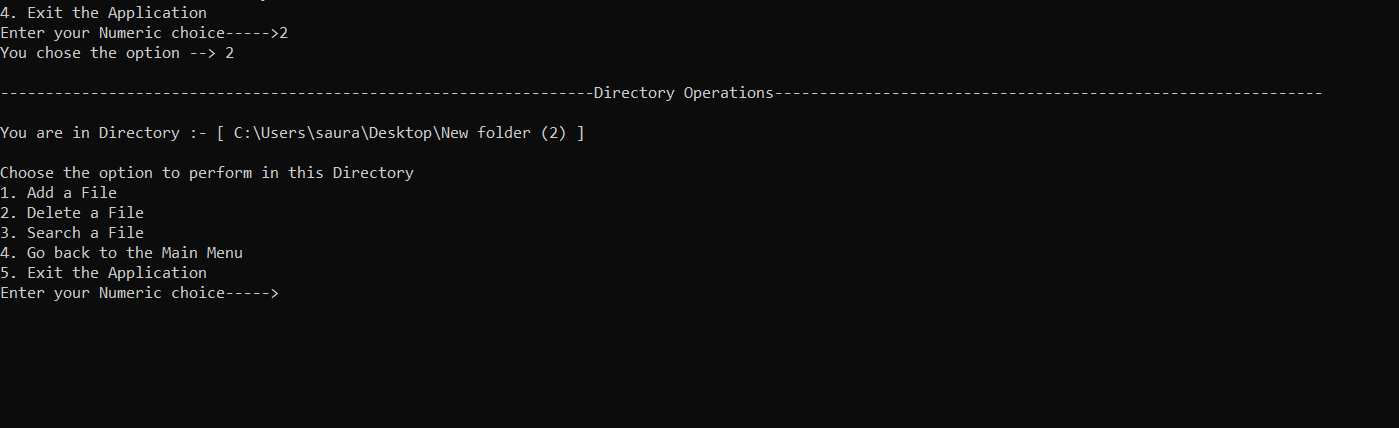 4. Exit the Application
Enter your Numeric choice----->2
You chose the option --> 2
------------------------------------------------------------------Directory Operations-------------------------------------------------------------
You are in Directory :- [ C:\Users\saura\Desktop\New folder (2) ]
Choose the option to perform in this Directory
1. Add a File
2. Delete a File
3. Search a File
4. Go back to the Main Menu
5. Exit the Application
Enter your Numeric choice----->